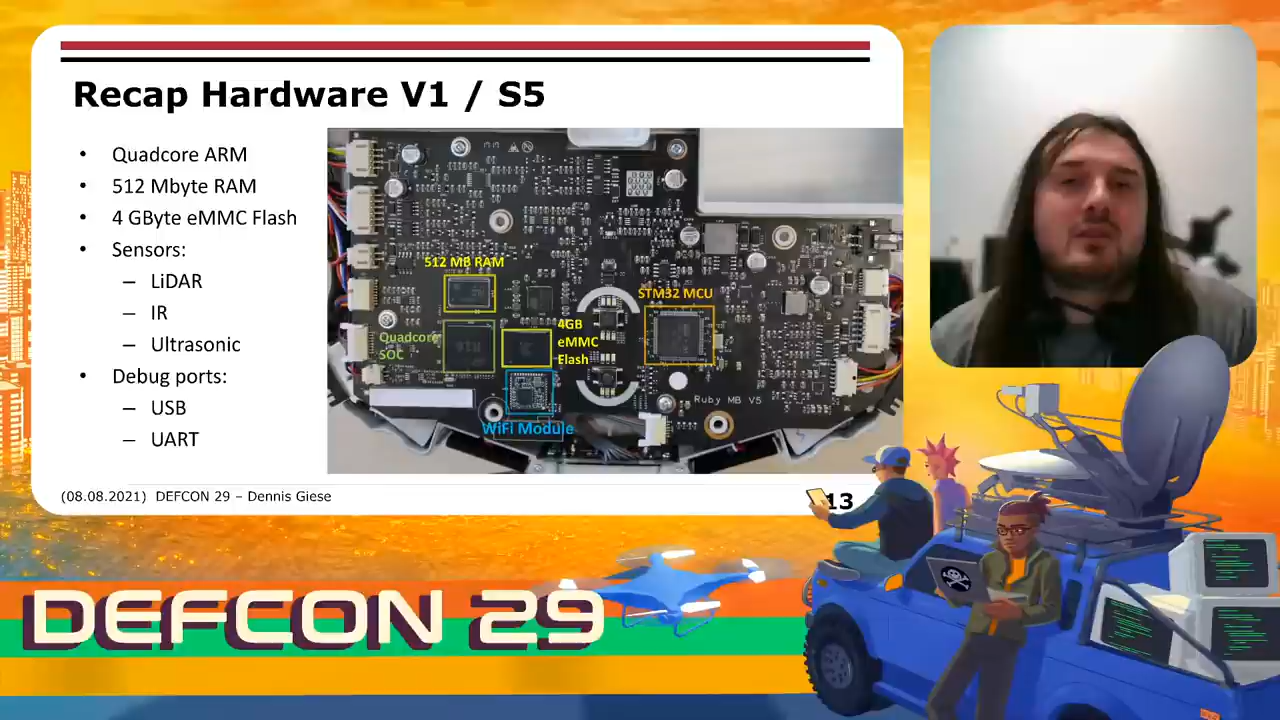 Recap Hardware V1 / S5
• Quadcore ARM
• 512 Mbyte RAM
• 4 GByte eMMC Flash
• Sensors:
– LiDAR
– IR
– Ultrasonic
• Debug ports:
– USB
– UART
512 MB RAM
STM32 MCU
Quadcore
SOC
4GB
eMMC
Flash
WiFi Module
Ruby MB V5
(08.08.2021) DEFCON 29 – Dennis Giese
13
DEFCON 29